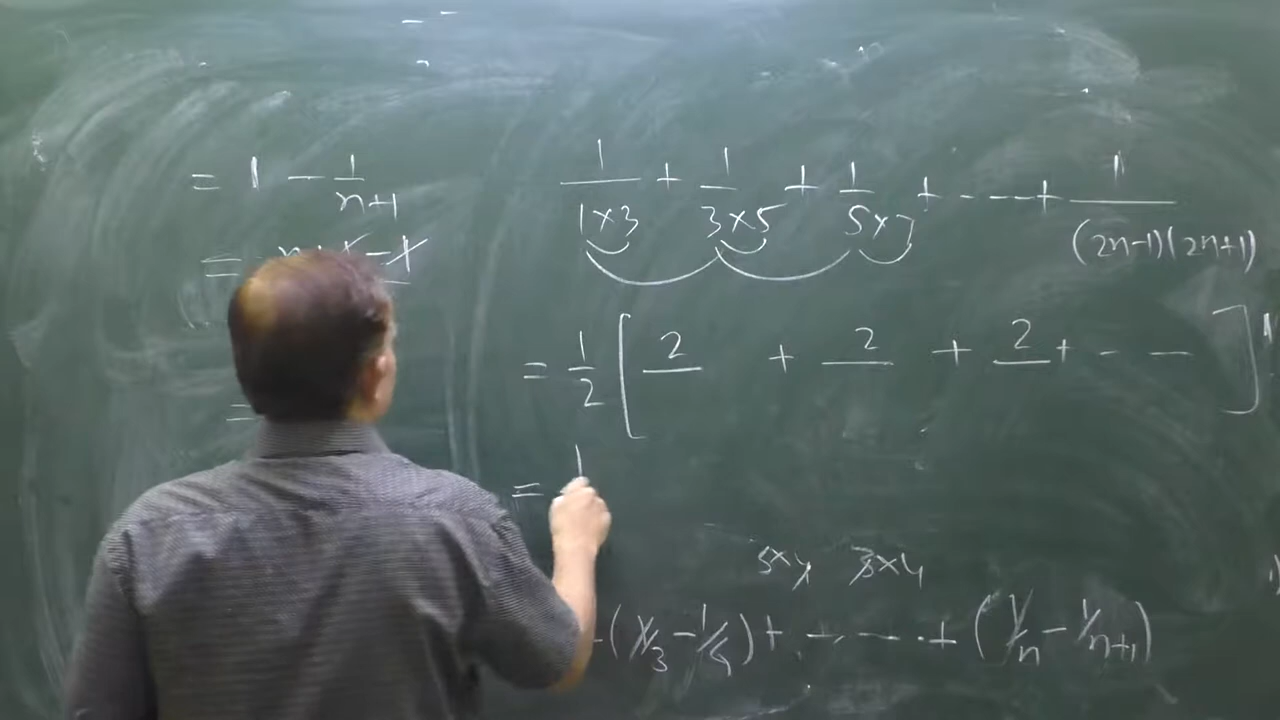 = 1 - 1/(n+1)
=
=
1/(1×3) + 1/(3×5) + 1/(5×7) + ---+ 1/((2n-1)(2n+1))
= 1/2 [ 2/ + 2/ + 2/ + - - ]
= 1
5×y 3×4
-(1/3 - 1/5) + - - - - + (1/n - 1/(n+1))